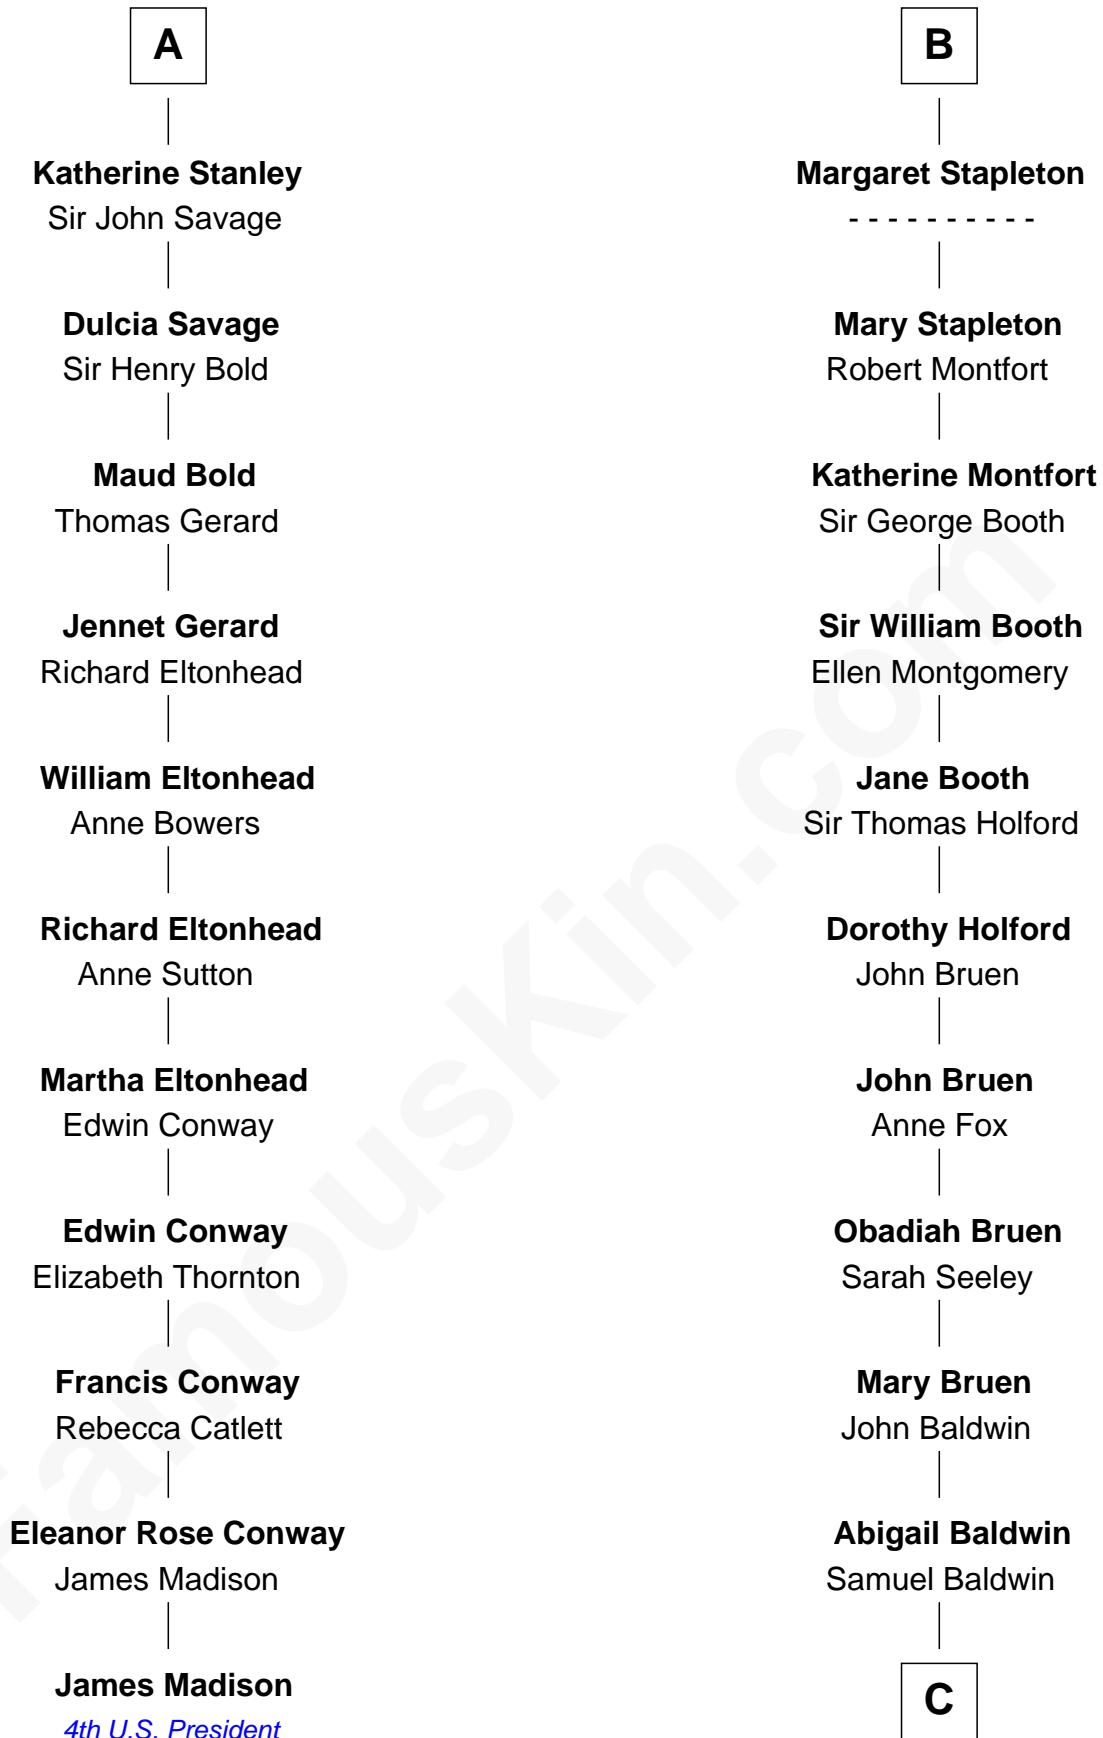 A
Katherine Stanley
Sir John Savage
Dulcia Savage
Sir Henry Bold
Maud Bold
Thomas Gerard
Jennet Gerard
Richard Eltonhead
William Eltonhead
Anne Bowers
Richard Eltonhead
Anne Sutton
Martha Eltonhead
Edwin Conway
Edwin Conway
Elizabeth Thornton
Francis Conway
Rebecca Catlett
Eleanor Rose Conway
James Madison
James Madison
4th U.S. President
B
Margaret Stapleton
- - - - - - - - - -
Mary Stapleton
Robert Montfort
Katherine Montfort
Sir George Booth
Sir William Booth
Ellen Montgomery
Jane Booth
Sir Thomas Holford
Dorothy Holford
John Bruen
John Bruen
Anne Fox
Obadiah Bruen
Sarah Seeley
Mary Bruen
John Baldwin
Abigail Baldwin
Samuel Baldwin
C
FamousKin.com